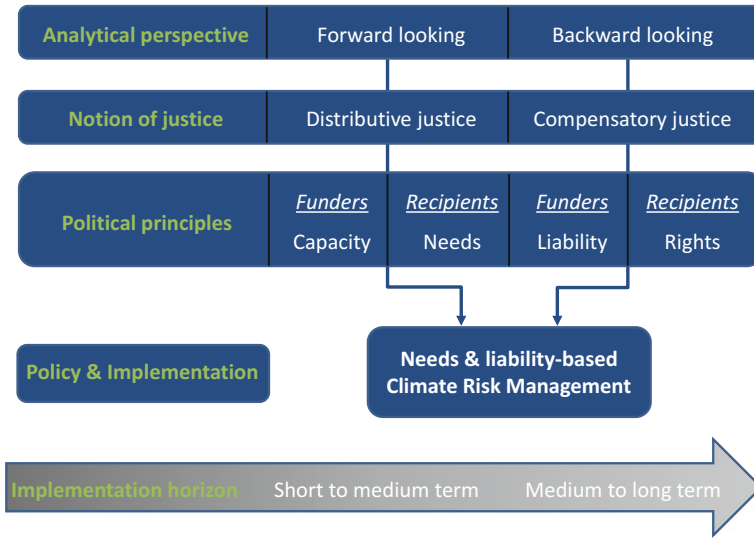 Analytical perspective Forward looking Backward looking
Notion of justice Distributive justice Compensatory justice
Funders Recipients Funders Recipients
Political principles
Capacity Needs Liability Rights
Needs & liability-based
Policy & Implementation
Climate Risk Management
Implementation horizon Short to medium term Medium to long term